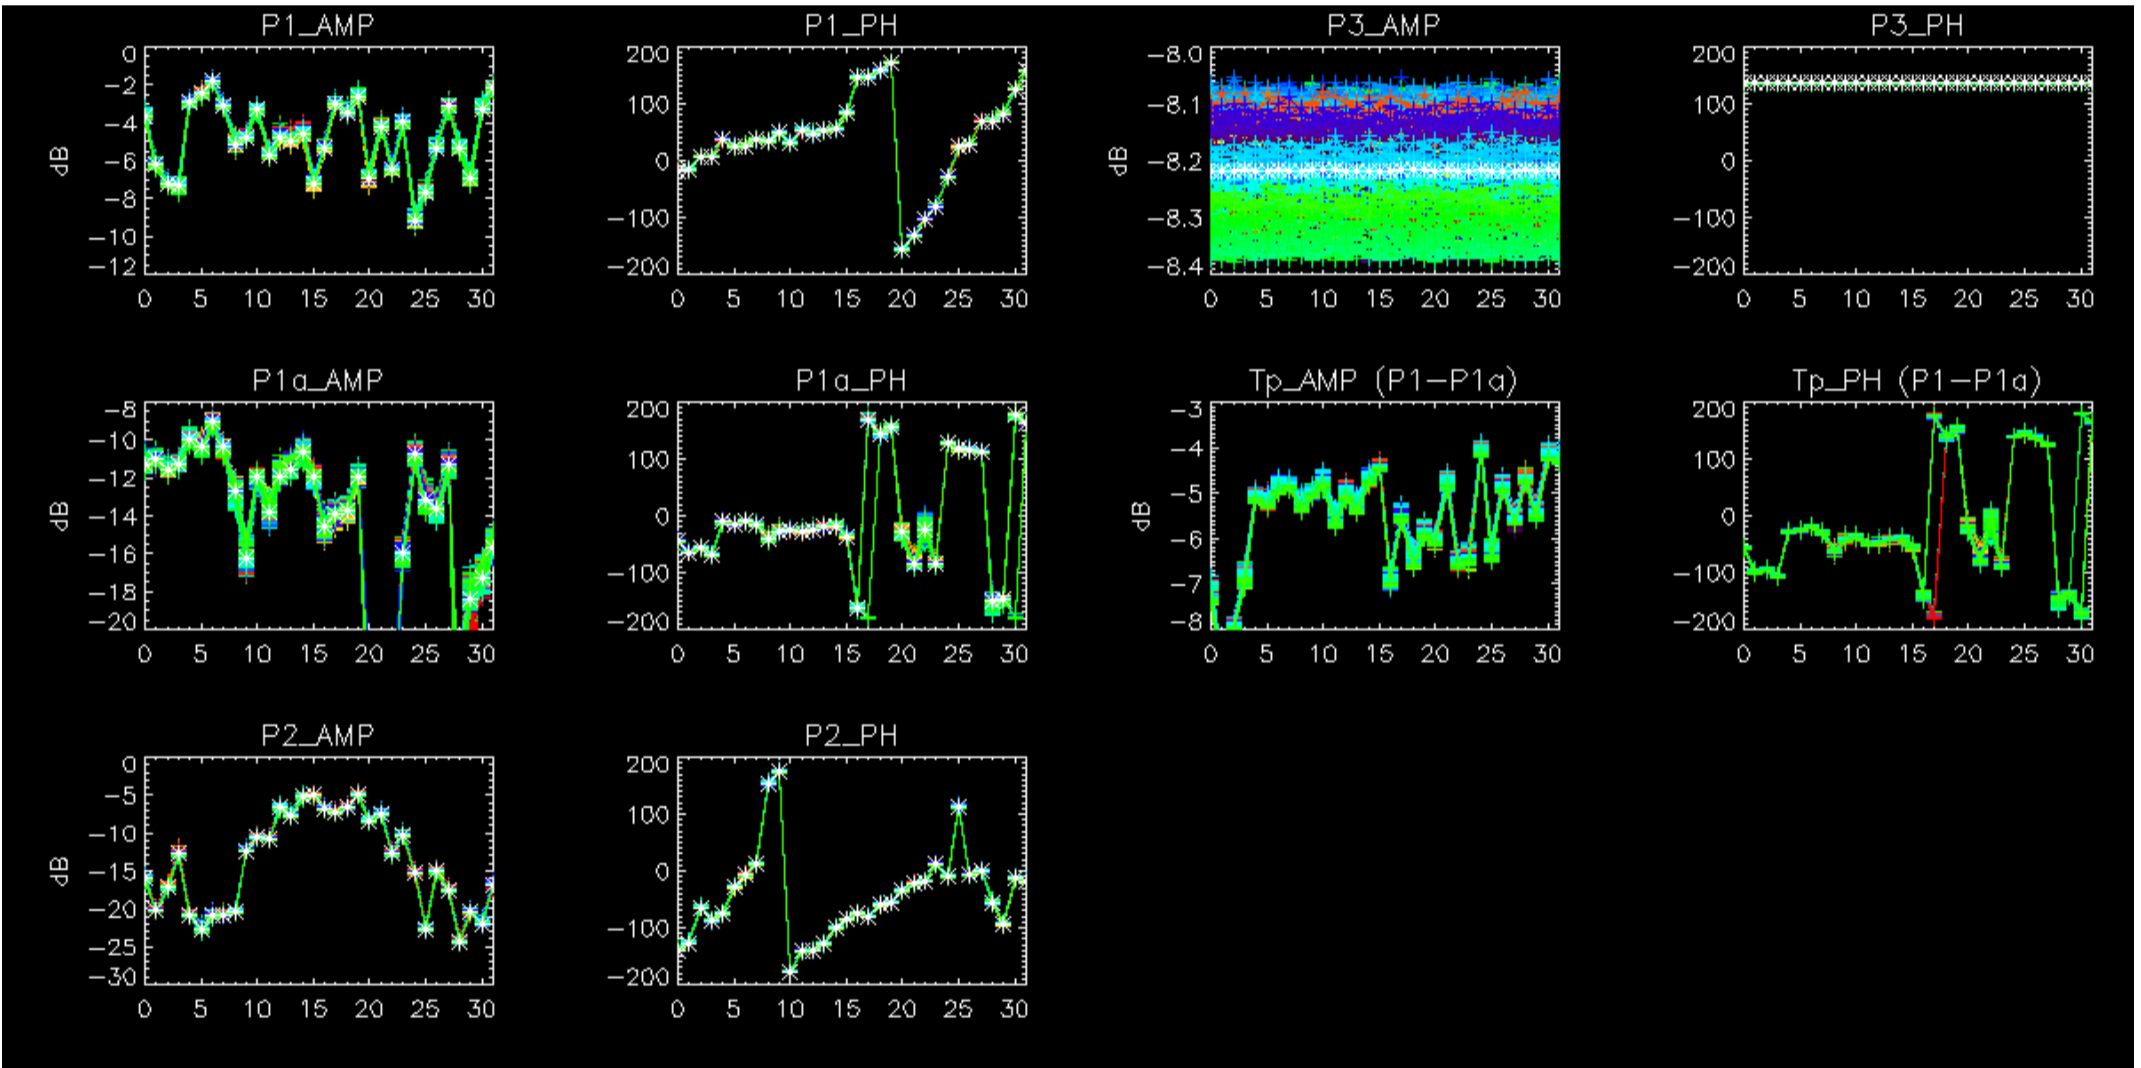 P1_AMP
P1_PH
P3_AMP
P3_PH
0
−2
−4
−6
−8
−10
−12
dB
0 5 10 15 20 25 30
200
100
0
−100
−200
0 5 10 15 20 25 30
−8.0
−8.1
−8.2
−8.3
−8.4
dB
0 5 10 15 20 25 30
200
100
0
−100
−200
0 5 10 15 20 25 30
P1a_AMP
P1a_PH
Tp_AMP (P1−P1a)
Tp_PH (P1−P1a)
−8
−10
−12
−14
−16
−18
−20
dB
0 5 10 15 20 25 30
200
100
0
−100
−200
0 5 10 15 20 25 30
−3
−4
−5
−6
−7
−8
dB
0 5 10 15 20 25 30
200
100
0
−100
−200
0 5 10 15 20 25 30
P2_AMP
P2_PH
0
−5
−10
−15
−20
−25
−30
dB
0 5 10 15 20 25 30
200
100
0
−100
−200
0 5 10 15 20 25 30